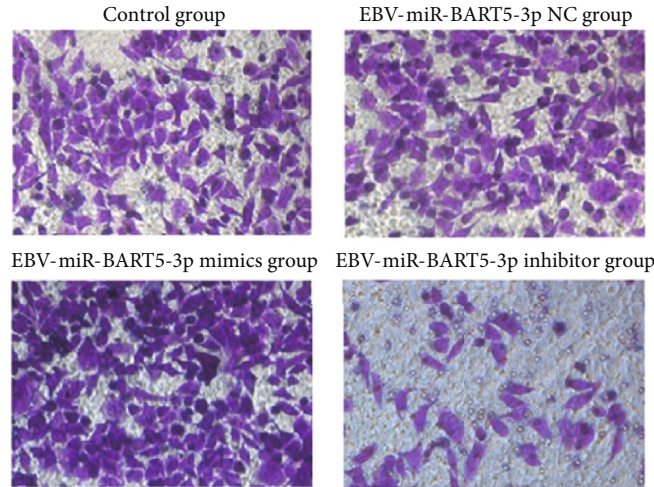 Control group
EBV-miR-BART5-3p NC group
EBV-miR-BART5-3p mimics group
EBV-miR-BART5-3p inhibitor group